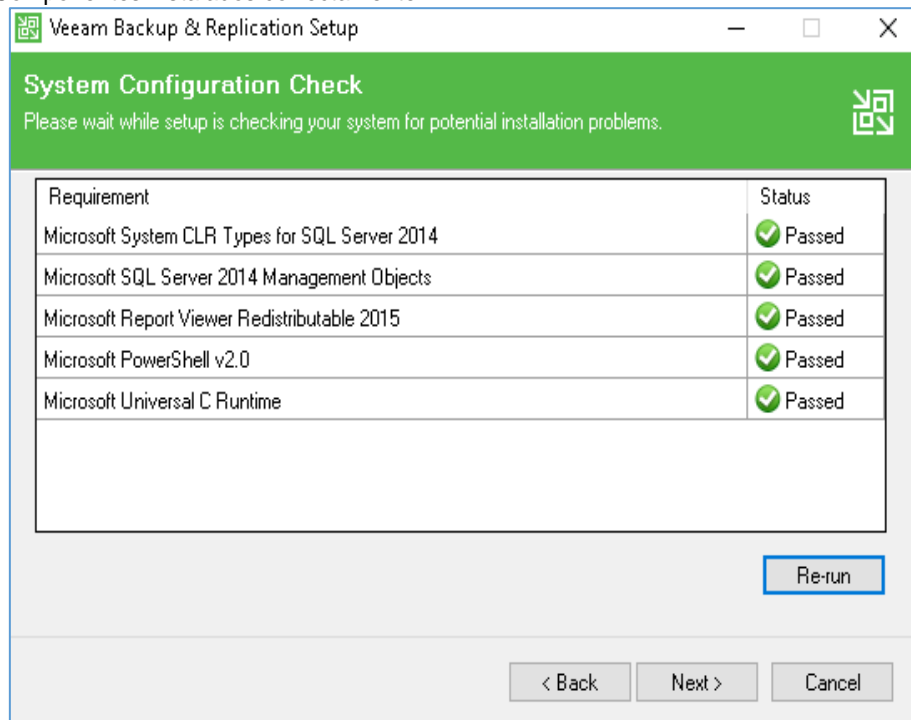 Veeam Backup & Replication Setup
System Configuration Check
Please wait while setup is checking your system for potential installation problems.
Requirement Status
Microsoft System CLR Types for SQL Server 2014 Passed
Microsoft SQL Server 2014 Management Objects Passed
Microsoft Report Viewer Redistributable 2015 Passed
Microsoft PowerShell v2.0 Passed
Microsoft Universal C Runtime Passed
Re-run
< Back Next > Cancel